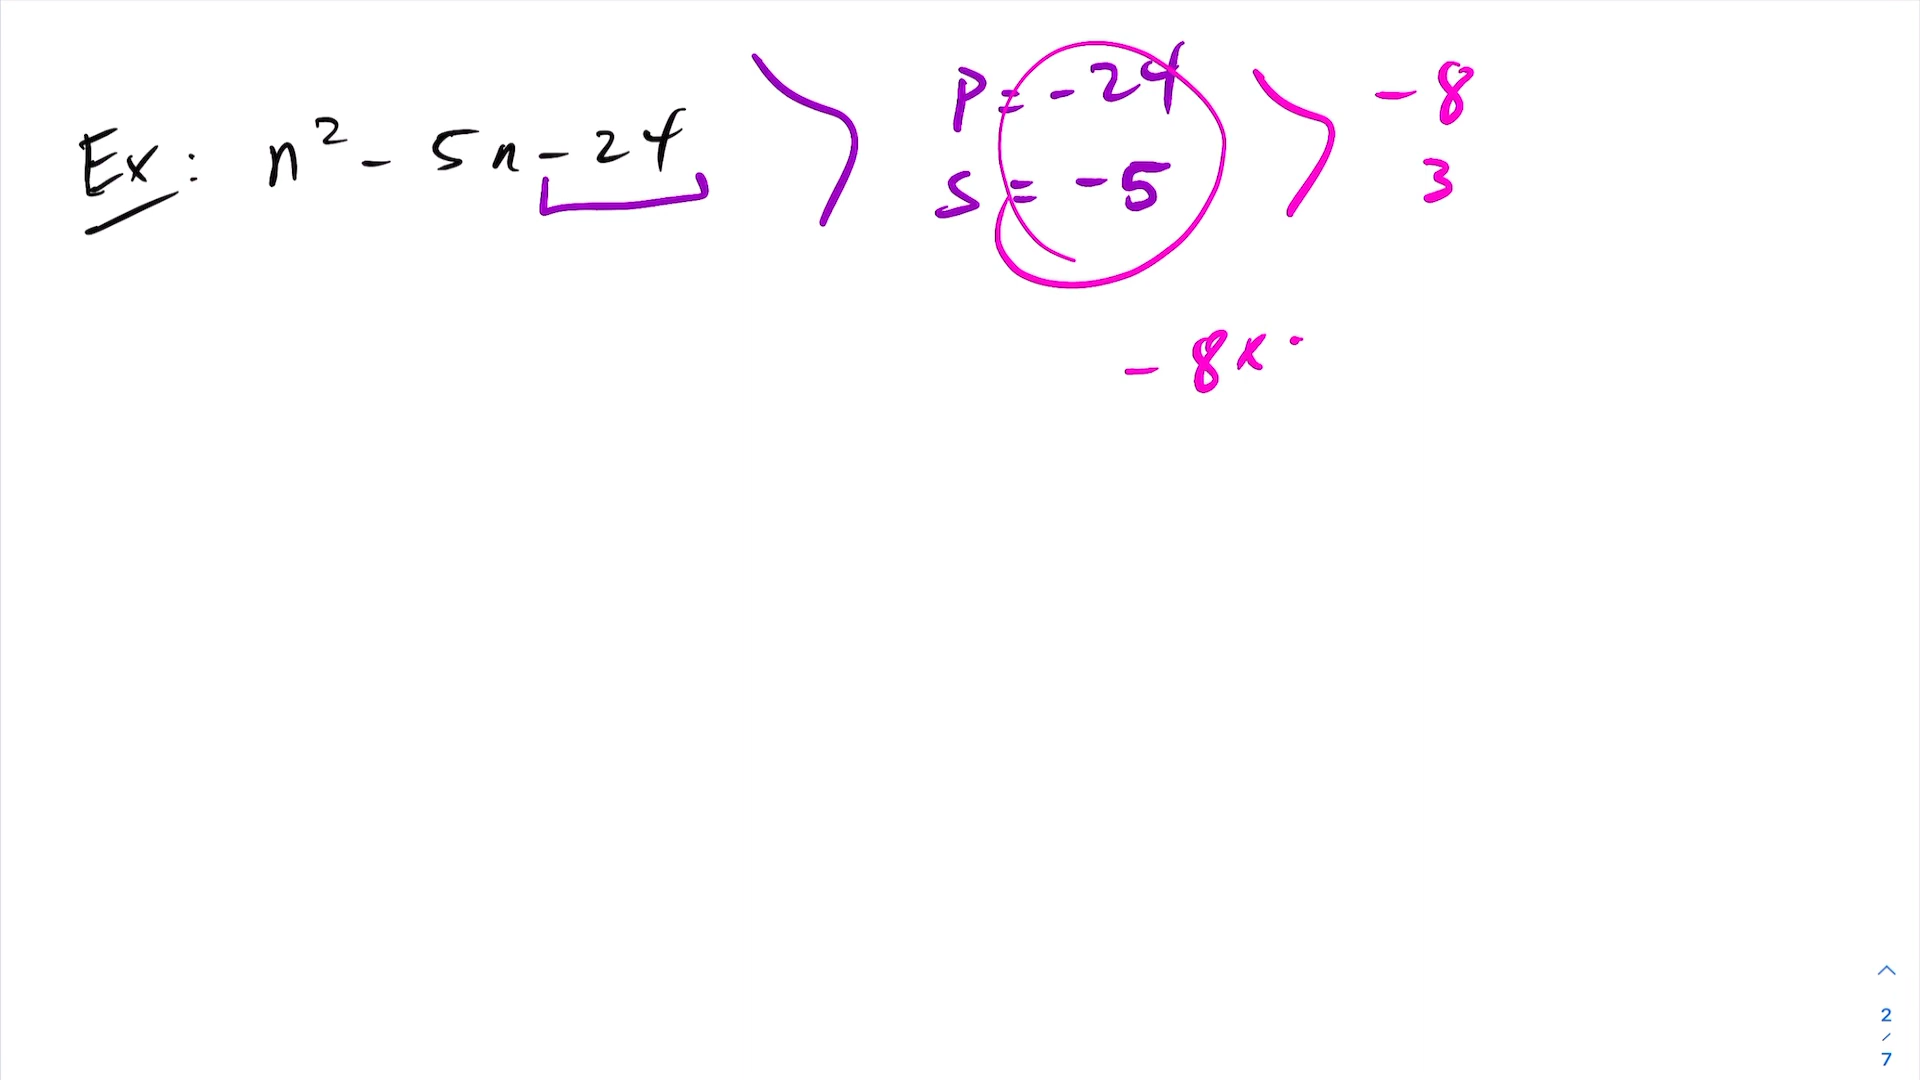 Ex: n² - 5n - 24
P = -24
S = -5
-8
3
-8x
2
/
7